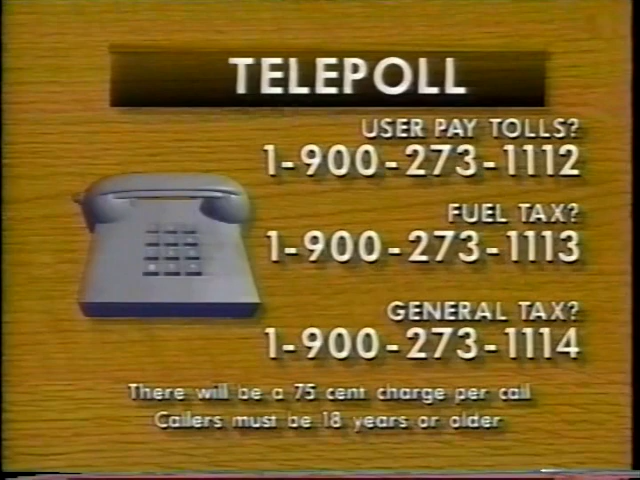 TELEPOLL
USER PAY TOLLS?
1-900-273-1112
FUEL TAX?
1-900-273-1113
GENERAL TAX?
1-900-273-1114
There will be a 75 cent charge per call
Callers must be 18 years or older